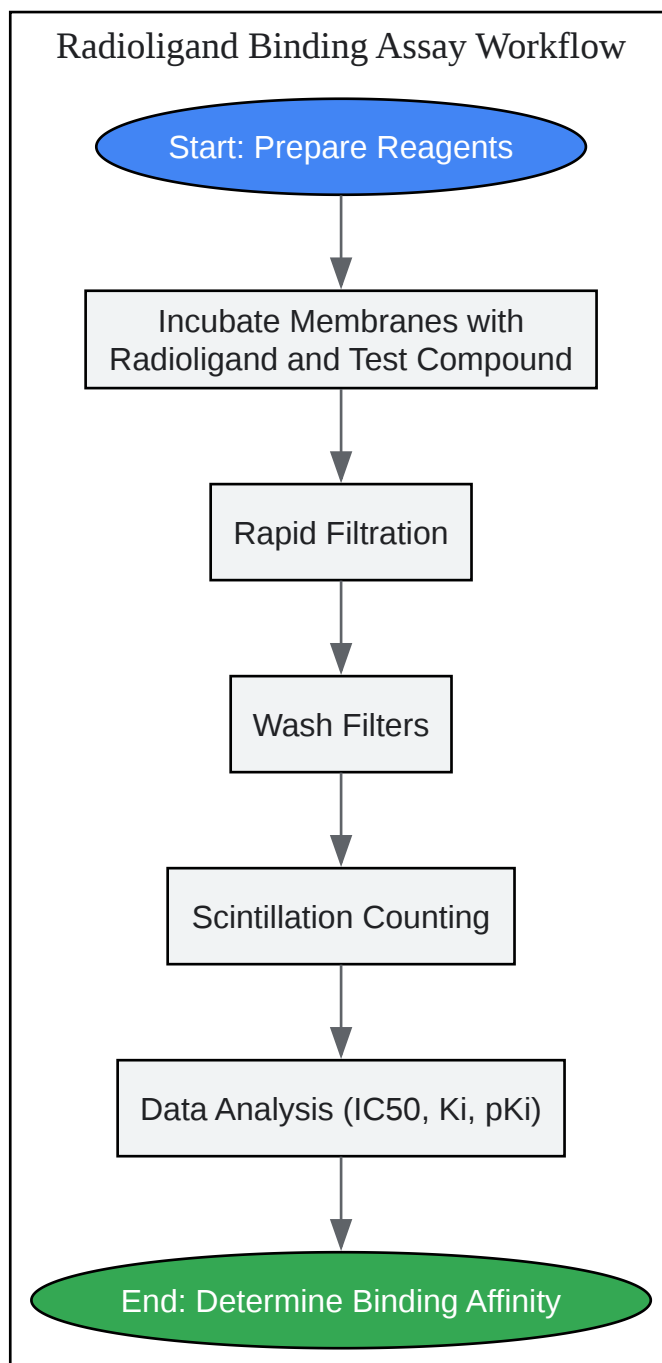 Radioligand Binding Assay Workflow
Start: Prepare Reagents
Incubate Membranes with
Radioligand and Test Compound
Rapid Filtration
Wash Filters
Scintillation Counting
Data Analysis (IC50, Ki, pKi)
End: Determine Binding Affinity